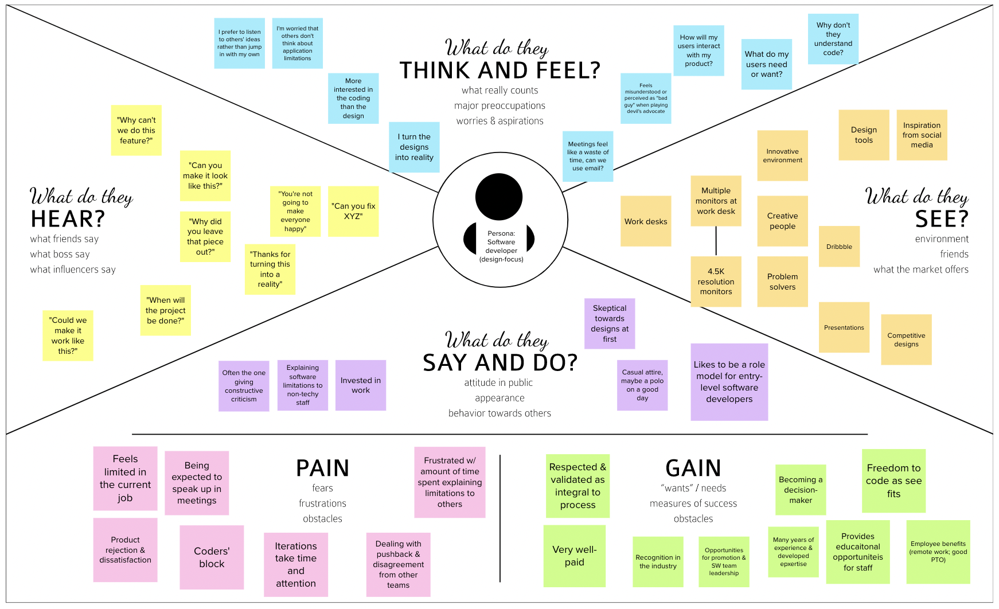 I prefer to listen
to others' ideas
rather than jump
in with my own
I'm worried that
others don't
think about
application
limitations
More
interested in
the coding
than the
design
I turn the
designs
into reality
What do they
THINK AND FEEL?
what really counts
major preoccupations
worries & aspirations
Meetings feel
like a waste of
time, can we
use email?
Feels
misunderstood or
perceived as "bad
guy" when playing
devil's advocate
How will my
users interact
with my
product?
What do my
users need
or want?
Why don't
they
understand
code?
"Why can't
we do this
feature?"
"Can you
make it look
like this?"
What do they
HEAR?
what friends say
what boss say
what influencers say
"Why did
you leave
that piece
out?"
"You're not
going to
make
everyone
happy"
"Can you fix
XYZ"
"Thanks for
turning this
into a
reality"
"When will
the project
be done?"
"Could we
make it
work like
this?"
Persona:
Software
developer
(design-focus)
Design
tools
Inspiration
from social
media
Innovative
environment
Multiple
monitors at
work desk
Work desks
Creative
people
What do they
SEE?
environment
friends
what the market offers
Dribbble
4.5K
resolution
monitors
Problem
solvers
Presentations
Competitive
designs
What do they
SAY AND DO?
attitude in public
appearance
behavior towards others
Often the one
giving
constructive
criticism
Explaining
software
limitations to
non-techy
staff
Invested in
work
Skeptical
towards
designs at
first
Casual attire,
maybe a polo
on a good
day
Likes to be a role
model for entry-
level software
developers
PAIN
fears
frustrations
obstacles
Feels
limited in
the current
job
Being
expected to
speak up in
meetings
Frustrated w/
amount of time
spent explaining
limitations to
others
Product
rejection &
dissatisfaction
Coders'
block
Iterations
take time
and
attention
Dealing with
pushback &
disagreement
from other
teams
GAIN
“wants” / needs
measures of success
obstacles
Respected &
validated as
integral to
process
Becoming a
decision-
maker
Freedom to
code as see
fits
Very well-
paid
Recognition in
the industry
Opportunities
for promotion &
SW team
leadership
Many years of
experience &
developed
epxertise
Provides
educaitonal
opportuniteis
for staff
Employee benefits
(remote work; good
PTO)